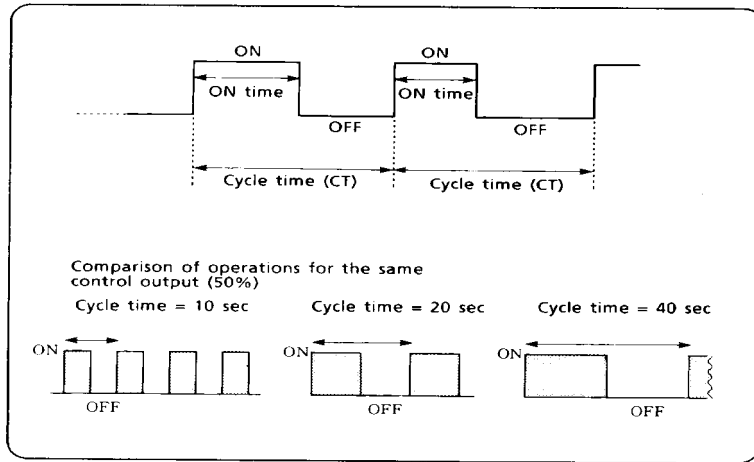 ON
ON
ON time
ON time
OFF
OFF
Cycle time (CT)
Cycle time (CT)
Comparison of operations for the same
control output (50%)
Cycle time = 10 sec
Cycle time = 20 sec
Cycle time = 40 sec
ON
ON
ON
OFF
OFF
OFF